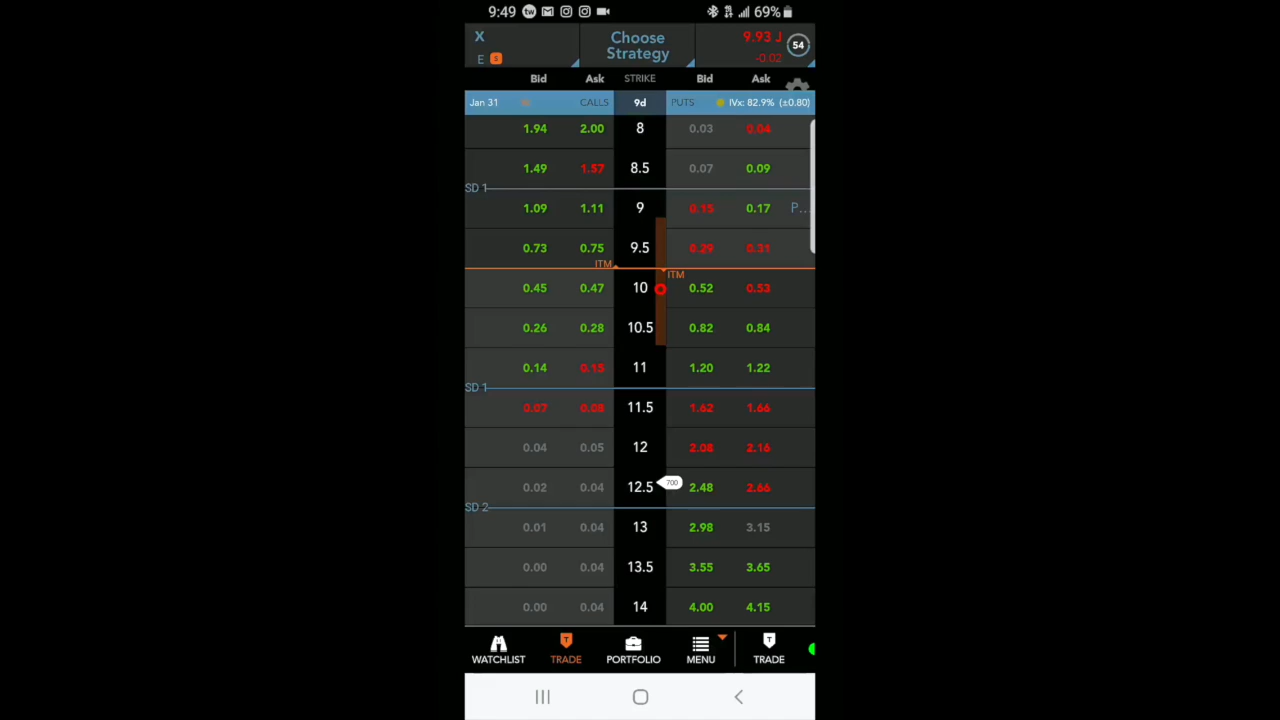 9:49 tw 69%
X Choose Strategy 9.93 J 54
E -0.02
Bid Ask STRIKE Bid Ask
Jan 31 CALLS 9d PUTS IVx: 82.9% (±0.80)
1.94 2.00 8 0.03 0.04
1.49 1.57 8.5 0.07 0.09
SD 1
1.09 1.11 9 0.15 0.17 P...
0.73 0.75 9.5 0.29 0.31
ITM
ITM
0.45 0.47 10 0.52 0.53
0.26 0.28 10.5 0.82 0.84
0.14 0.15 11 1.20 1.22
SD 1
0.07 0.08 11.5 1.62 1.66
0.04 0.05 12 2.08 2.16
0.02 0.04 12.5 700 2.48 2.66
SD 2
0.01 0.04 13 2.98 3.15
0.00 0.04 13.5 3.55 3.65
0.00 0.04 14 4.00 4.15
WATCHLIST TRADE PORTFOLIO MENU TRADE